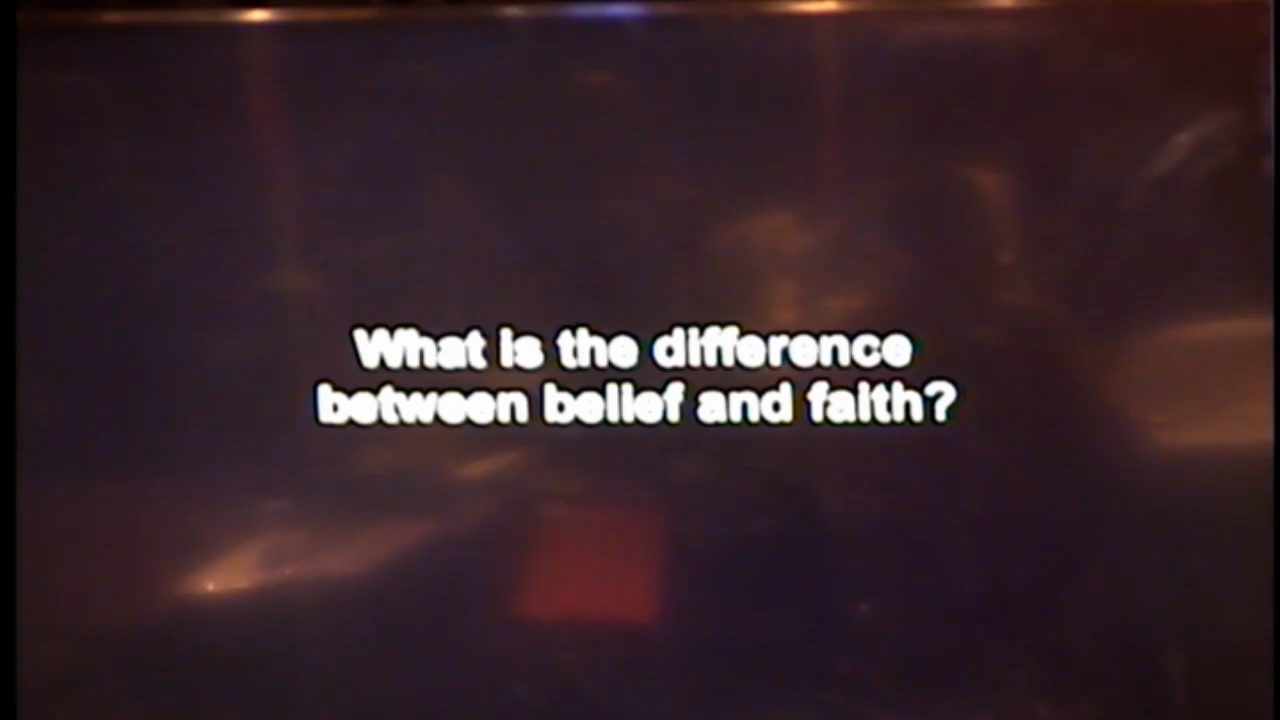 What is the difference
between belief and faith?